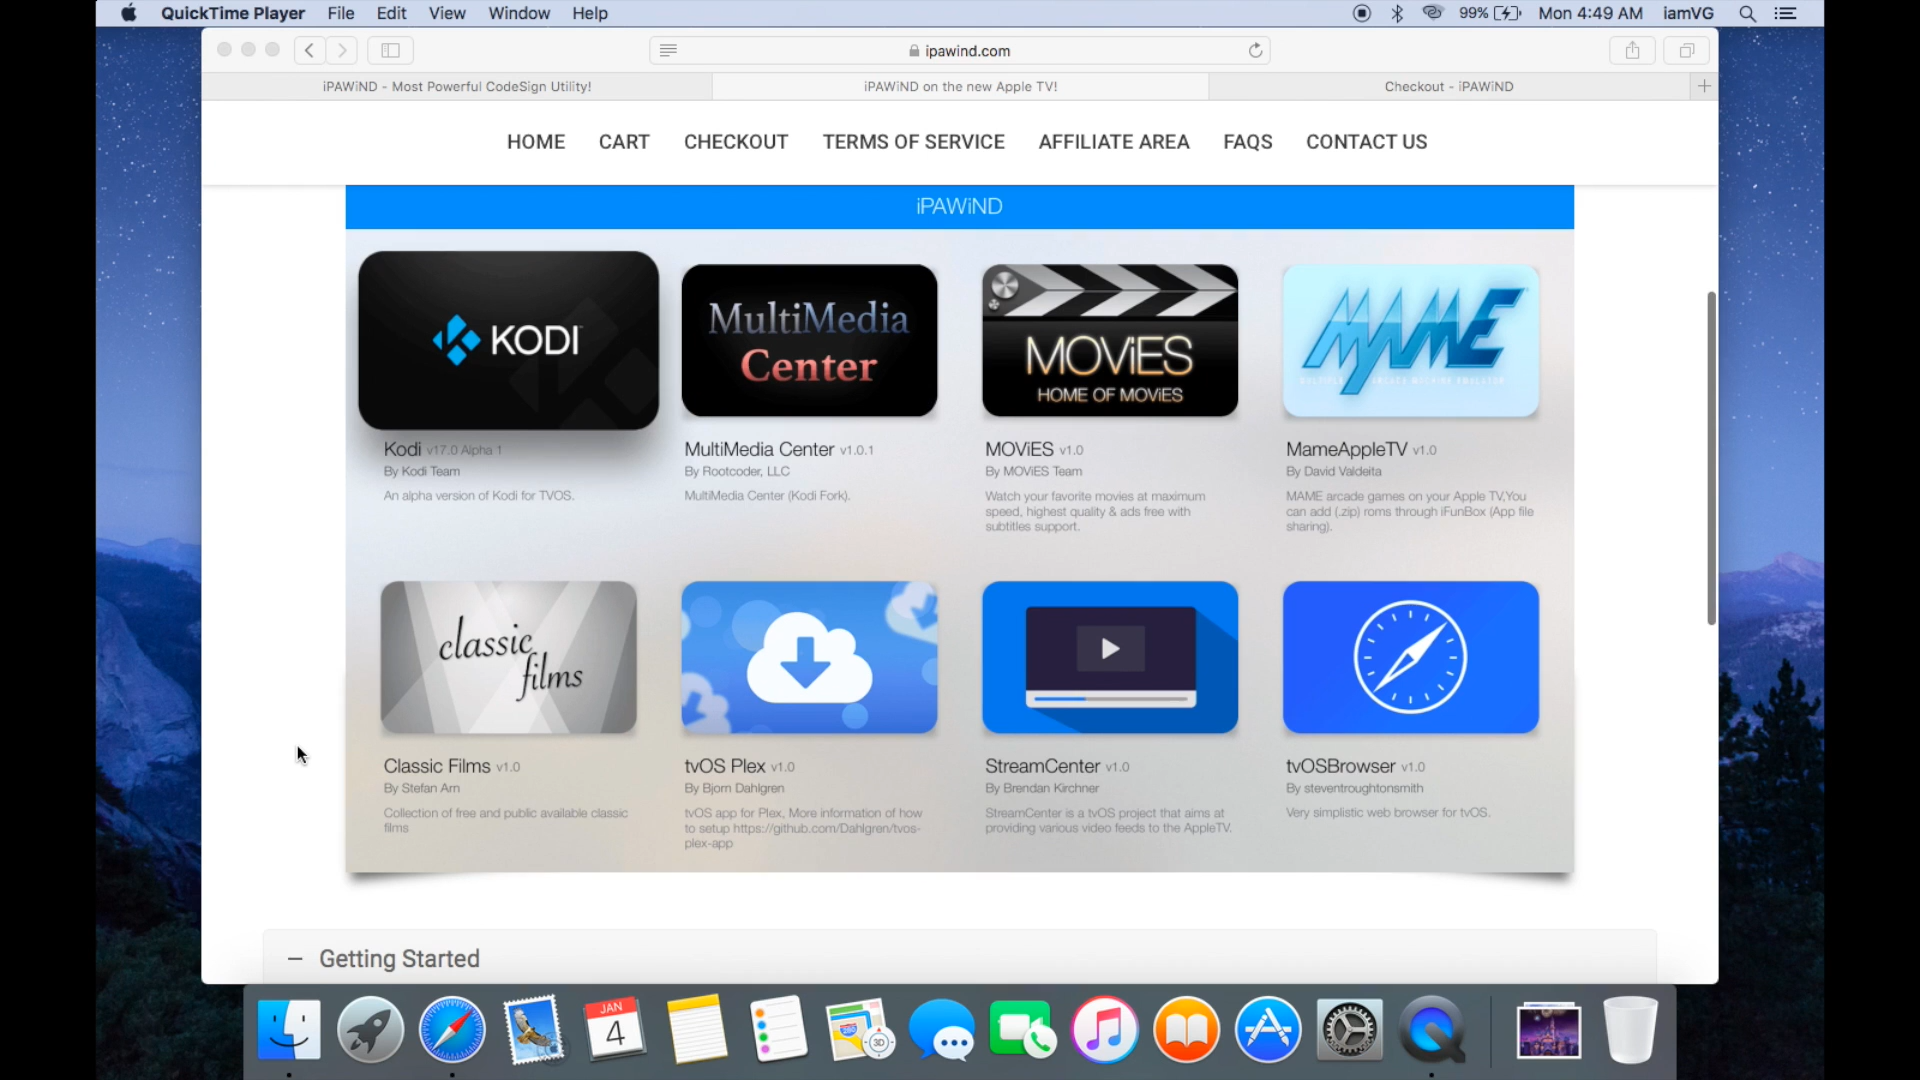 QuickTime Player File Edit View Window Help 99% Mon 4:49 AM iamVG
ipawind.com
iPAWiND - Most Powerful CodeSign Utility! iPAWiND on the new Apple TV! Checkout - iPAWiND
HOME CART CHECKOUT TERMS OF SERVICE AFFILIATE AREA FAQS CONTACT US
iPAWiND
KODI
MultiMedia
Center
MOViES
HOME OF MOViES
MAME
MULTIPLE ARCADE MACHINE EMULATOR
Kodi v17.0 Alpha 1
By Kodi Team
An alpha version of Kodi for TVOS.
MultiMedia Center v1.0.1
By Rootcoder, LLC
MultiMedia Center (Kodi Fork).
MOViES v1.0
By MOViES Team
Watch your favorite movies at maximum
speed, highest quality & ads free with
subtitles support.
MameAppleTV v1.0
By David Valdeita
MAME arcade games on your Apple TV,You
can add (.zip) roms through iFunBox (App file
sharing).
classic
films
Classic Films v1.0
By Stefan Arn
Collection of free and public available classic
films
tvOS Plex v1.0
By Bjorn Dahlgren
tvOS app for Plex, More information of how
to setup https://github.com/Dahlgren/tvos-
plex-app
StreamCenter v1.0
By Brendan Kirchner
StreamCenter is a tvOS project that aims at
providing various video feeds to the AppleTV.
tvOSBrowser v1.0
By steventroughtonsmith
Very simplistic web browser for tvOS.
Getting Started
JAN
4
280
3D